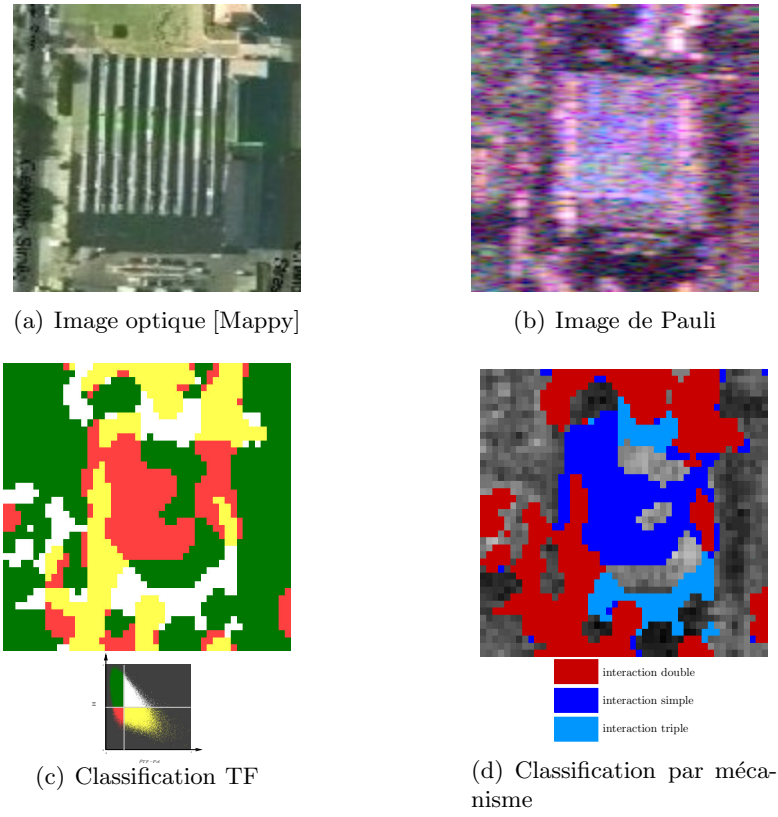 (a) Image optique [Mappy]
(b) Image de Pauli
interaction double
interaction simple
interaction triple
H
(c) Classification TF
(d) Classification par méca-
nisme